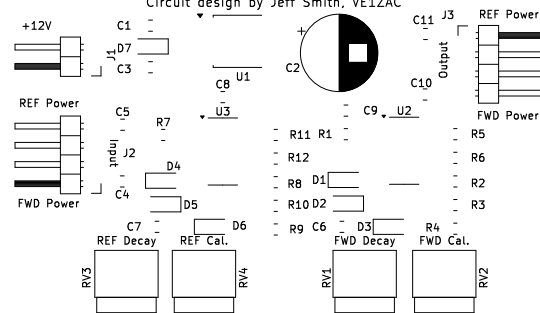 Circuit design by Jeff Smith, VE1ZAC
+12V
C1
D7
J1
C3
U1
C2
+
C11
J3
REF Power
Output
FWD Power
C10
C8
REF Power
C5
R7
U3
R11
R1
C9
U2
R5
Input
J2
R12
R6
D4
C4
R8
D1
R2
FWD Power
D5
R10
D2
R3
C7
D6
R9
C6
D3
R4
REF Decay
REF Cal.
FWD Decay
FWD Cal.
RV3
RV4
RV1
RV2